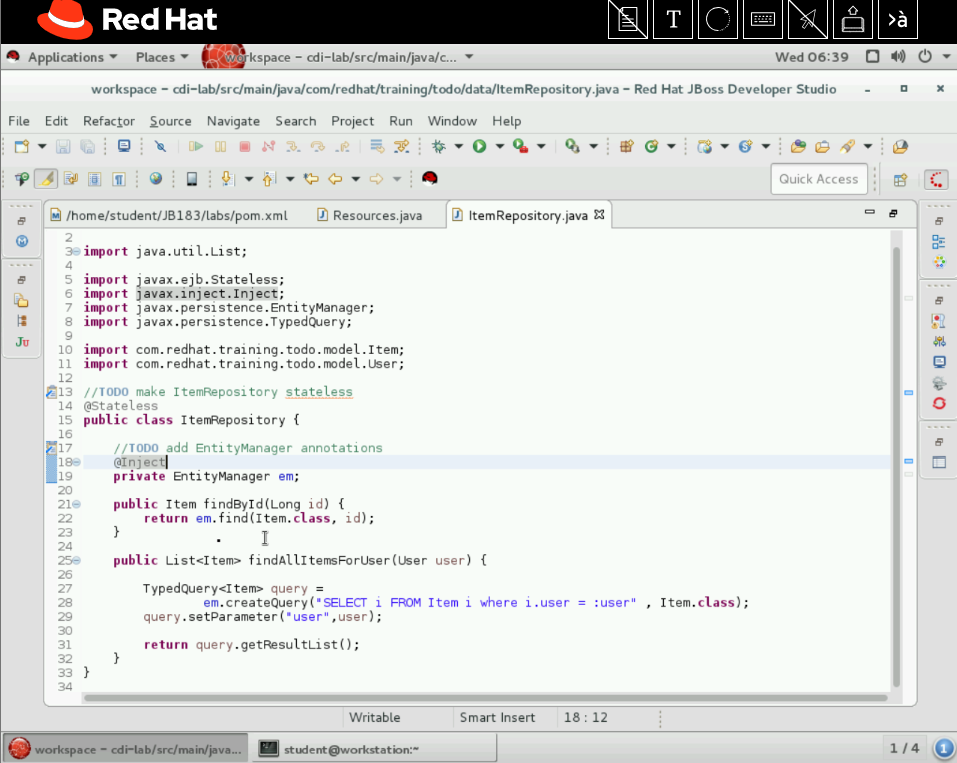 Red Hat
T
>à
Applications
Places
workspace – cdi-lab/src/main/java/c...
Wed 06:39
workspace – cdi-lab/src/main/java/com/redhat/training/todo/data/ItemRepository.java – Red Hat JBoss Developer Studio
File Edit Refactor Source Navigate Search Project Run Window Help
Quick Access
/home/student/JB183/labs/pom.xml
Resources.java
ItemRepository.java
2
3 import java.util.List;
4
5 import javax.ejb.Stateless;
6 import javax.inject.Inject;
7 import javax.persistence.EntityManager;
8 import javax.persistence.TypedQuery;
9
10 import com.redhat.training.todo.model.Item;
11 import com.redhat.training.todo.model.User;
12
13 //TODO make ItemRepository stateless
14 @Stateless
15 public class ItemRepository {
16
17 //TODO add EntityManager annotations
18 @Inject
19 private EntityManager em;
20
21 public Item findById(Long id) {
22 return em.find(Item.class, id);
23 }
24
25 public List<Item> findAllItemsForUser(User user) {
26
27 TypedQuery<Item> query =
28 em.createQuery("SELECT i FROM Item i where i.user = :user" , Item.class);
29 query.setParameter("user",user);
30
31 return query.getResultList();
32 }
33 }
34
Ju
Writable
Smart Insert
18 : 12
workspace – cdi-lab/src/main/java...
student@workstation:~
1 / 4
1